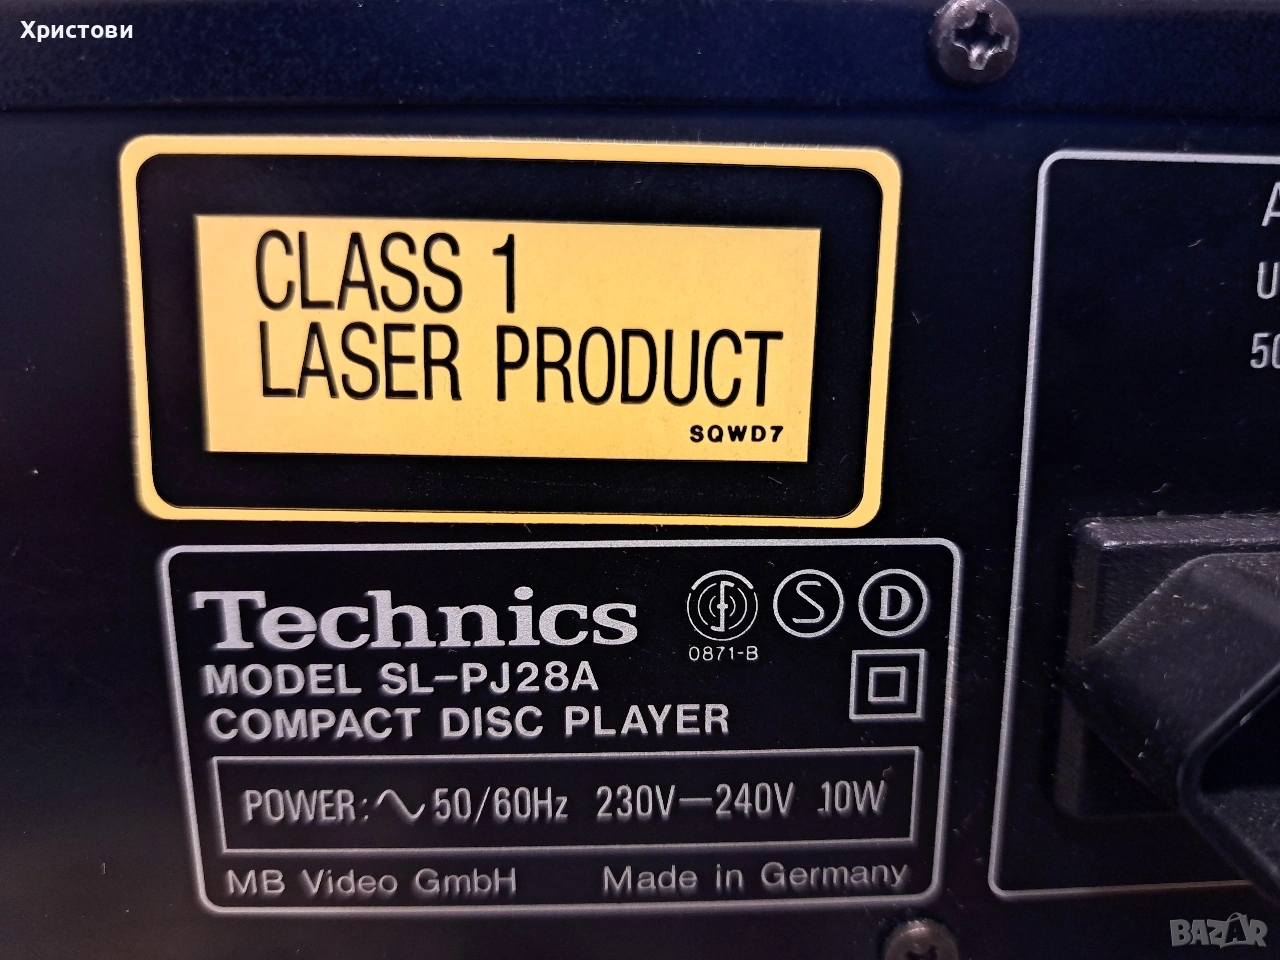 Христови
CLASS 1
LASER PRODUCT
SQWD7
Technics
S D
0871-B
MODEL SL-PJ28A
COMPACT DISC PLAYER
POWER: ∿ 50/60Hz 230V—240V 10W
MB Video GmbH Made in Germany
BAZAR